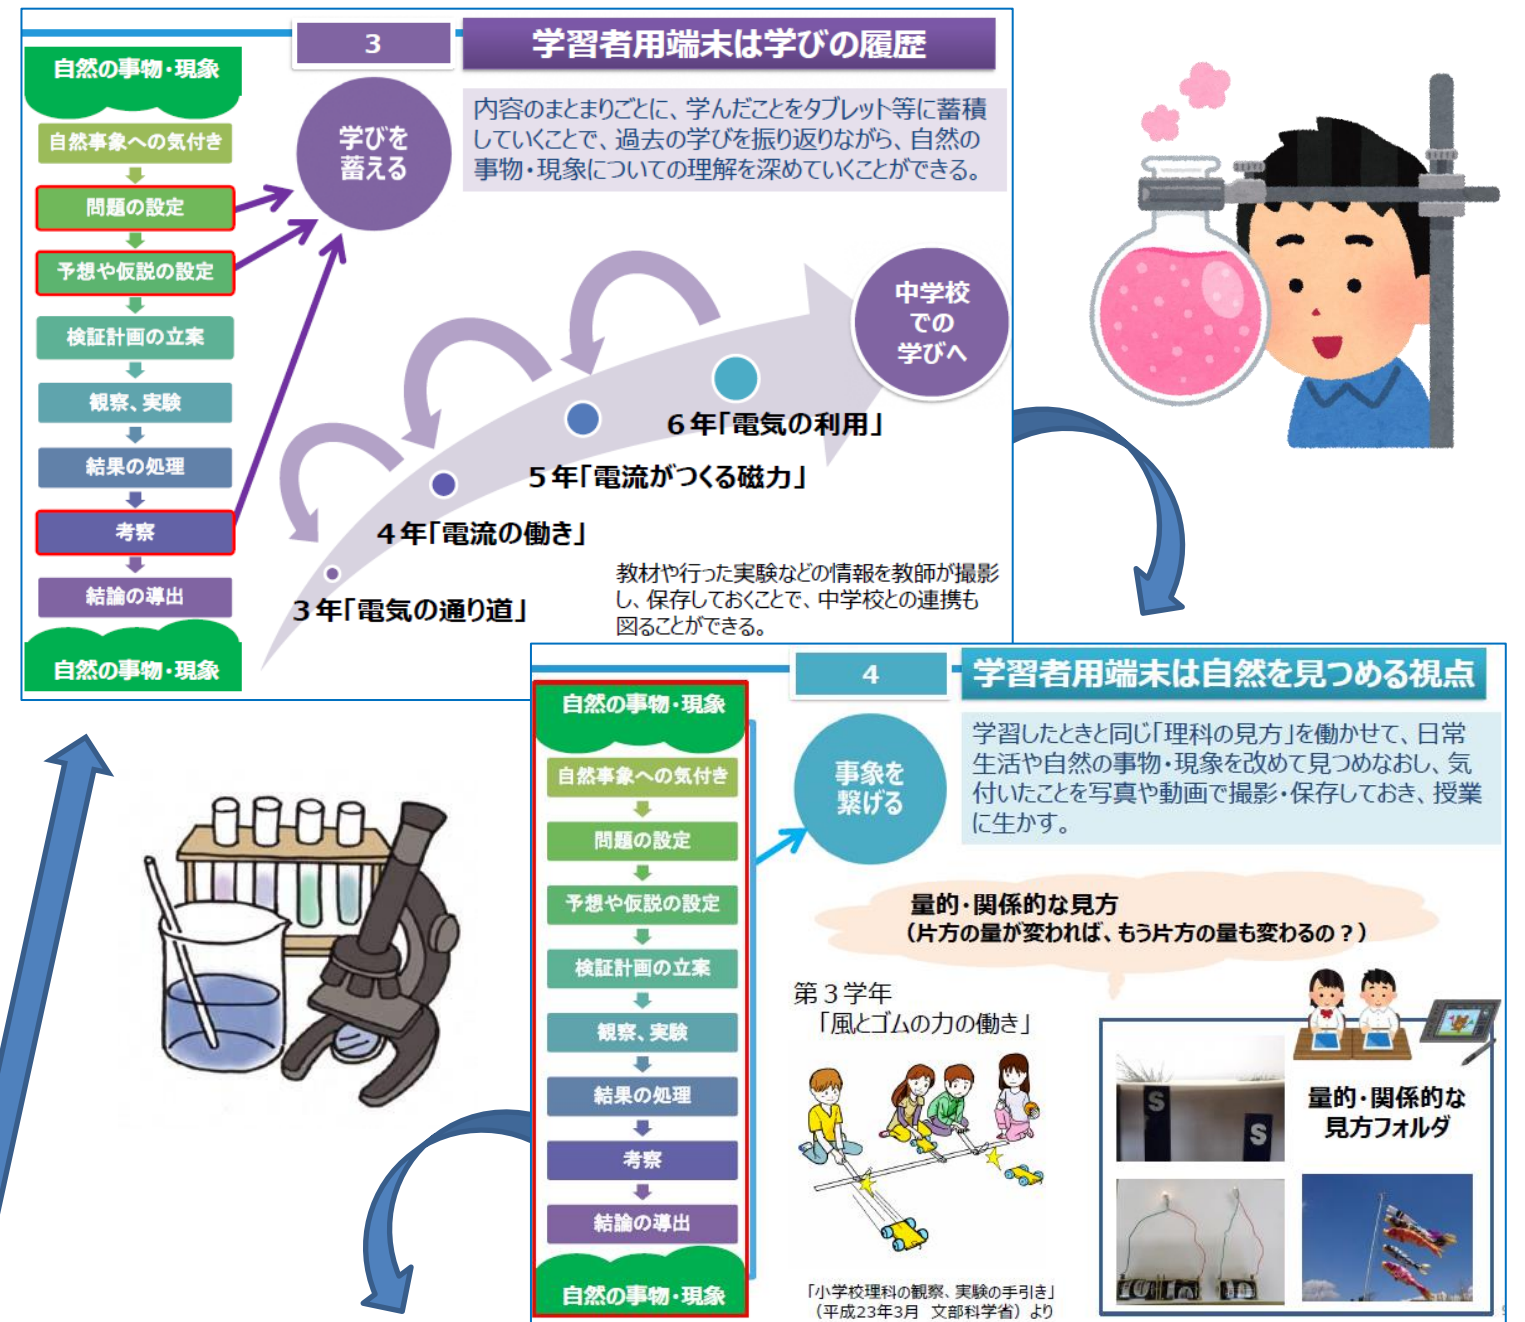 3
学習者用端末は学びの履歴
自然の事物・現象
自然事象への気付き
問題の設定
予想や仮説の設定
検証計画の立案
観察、実験
結果の処理
考察
結論の導出
自然の事物・現象
学びを
蓄える
内容のまとまりごとに、学んだことをタブレット等に蓄積
していくことで、過去の学びを振り返りながら、自然の
事物・現象についての理解を深めていくことができる。
中学校
での
学びへ
６年「電気の利用」
５年「電流がつくる磁力」
４年「電流の働き」
３年「電気の通り道」
教材や行った実験などの情報を教師が撮影
し、保存しておくことで、中学校との連携も
図ることができる。
4
学習者用端末は自然を見つめる視点
自然の事物・現象
自然事象への気付き
問題の設定
予想や仮説の設定
検証計画の立案
観察、実験
結果の処理
考察
結論の導出
自然の事物・現象
事象を
繋げる
学習したときと同じ「理科の見方」を働かせて、日常
生活や自然の事物・現象を改めて見つめなおし、気
付いたことを写真や動画で撮影・保存しておき、授業
に生かす。
量的・関係的な見方
（片方の量が変われば、もう片方の量も変わるの？）
第３学年
「風とゴムの力の働き」
S
S
量的・関係的な
見方フォルダ
「小学校理科の観察、実験の手引き」
（平成23年3月　文部科学省）より